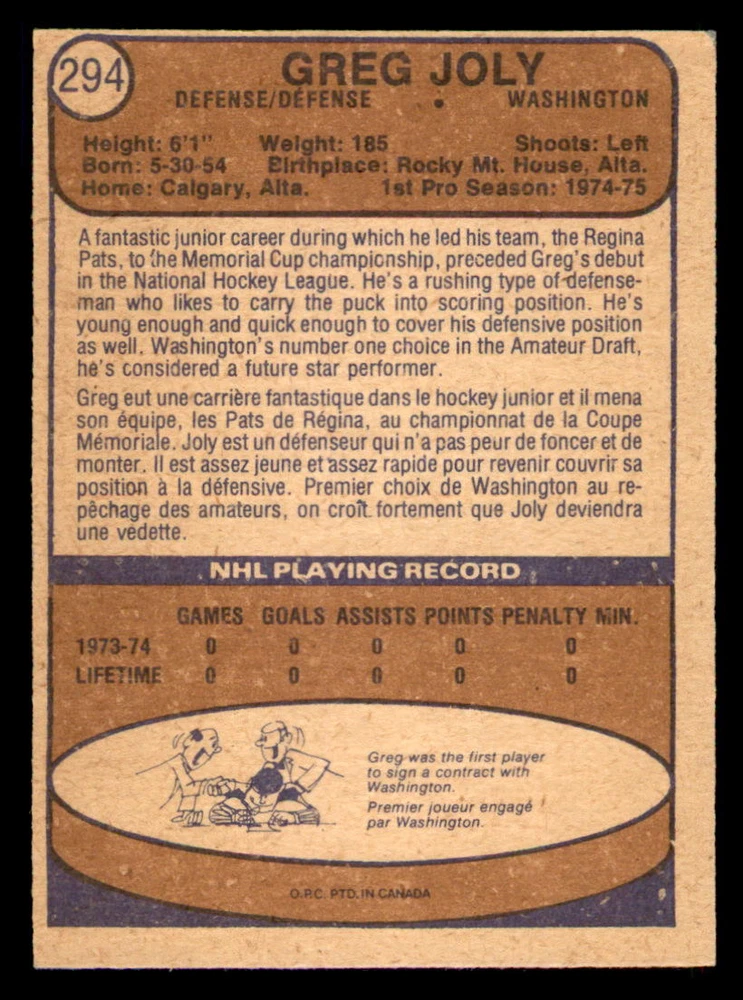 294
GREG JOLY
DEFENSE/DÉFENSE • WASHINGTON
Height: 6'1" Weight: 185 Shoots: Left
Born: 5-30-54 Birthplace: Rocky Mt. House, Alta.
Home: Calgary, Alta. 1st Pro Season: 1974-75
A fantastic junior career during which he led his team, the Regina
Pats, to the Memorial Cup championship, preceded Greg's debut
in the National Hockey League. He's a rushing type of defense-
man who likes to carry the puck into scoring position. He's
young enough and quick enough to cover his defensive position
as well. Washington's number one choice in the Amateur Draft,
he's considered a future star performer.
Greg eut une carrière fantastique dans le hockey junior et il mena
son équipe, les Pats de Régina, au championnat de la Coupe
Mémoriale. Joly est un défenseur qui n'a pas peur de foncer et de
monter. Il est assez jeune et assez rapide pour revenir couvrir sa
position à la défensive. Premier choix de Washington au re-
pêchage des amateurs, on croît fortement que Joly deviendra
une vedette.
NHL PLAYING RECORD
GAMES GOALS ASSISTS POINTS PENALTY MIN.
1973-74 0 0 0 0 0
LIFETIME 0 0 0 0 0
Greg was the first player
to sign a contract with
Washington.
Premier joueur engagé
par Washington.
O.P.C. PTD. IN CANADA